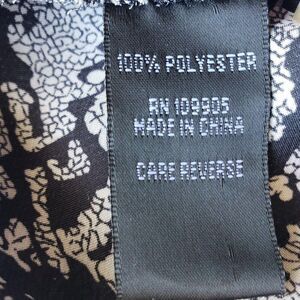 100% POLYESTER
RN 109905
MADE IN CHINA
CARE REVERSE